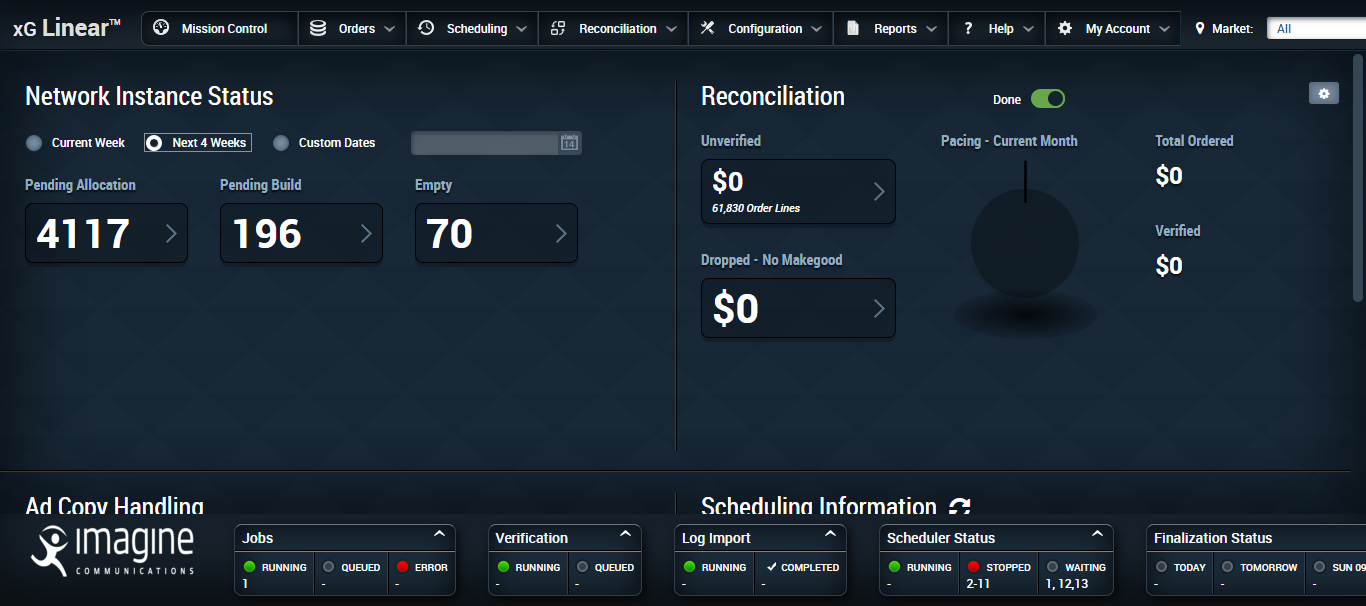 xG Linear™ Mission Control Orders Scheduling Reconciliation Configuration Reports ? Help My Account Market: All
Network Instance Status
Current Week Next 4 Weeks Custom Dates 14
Pending Allocation Pending Build Empty
4117 196 70
Reconciliation Done
Unverified Pacing - Current Month Total Ordered
$0 $0
61,830 Order Lines
Verified
Dropped - No Makegood $0
$0
Ad Copy Handling Scheduling Information
imagine
COMMUNICATIONS
Jobs
RUNNING QUEUED ERROR
1 - -
Verification
RUNNING QUEUED
- -
Log Import
RUNNING COMPLETED
- -
Scheduler Status
RUNNING STOPPED WAITING
- 2-11 1, 12,13
Finalization Status
TODAY TOMORROW SUN 09
- - -